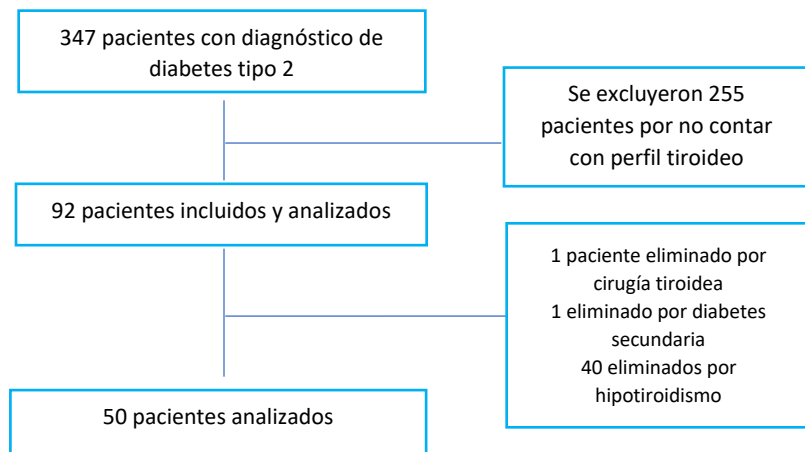 347 pacientes con diagnóstico de
diabetes tipo 2
Se excluyeron 255
pacientes por no contar
con perfil tiroideo
92 pacientes incluidos y analizados
1 paciente eliminado por
cirugía tiroidea
1 eliminado por diabetes
secundaria
40 eliminados por
hipotiroidismo
50 pacientes analizados